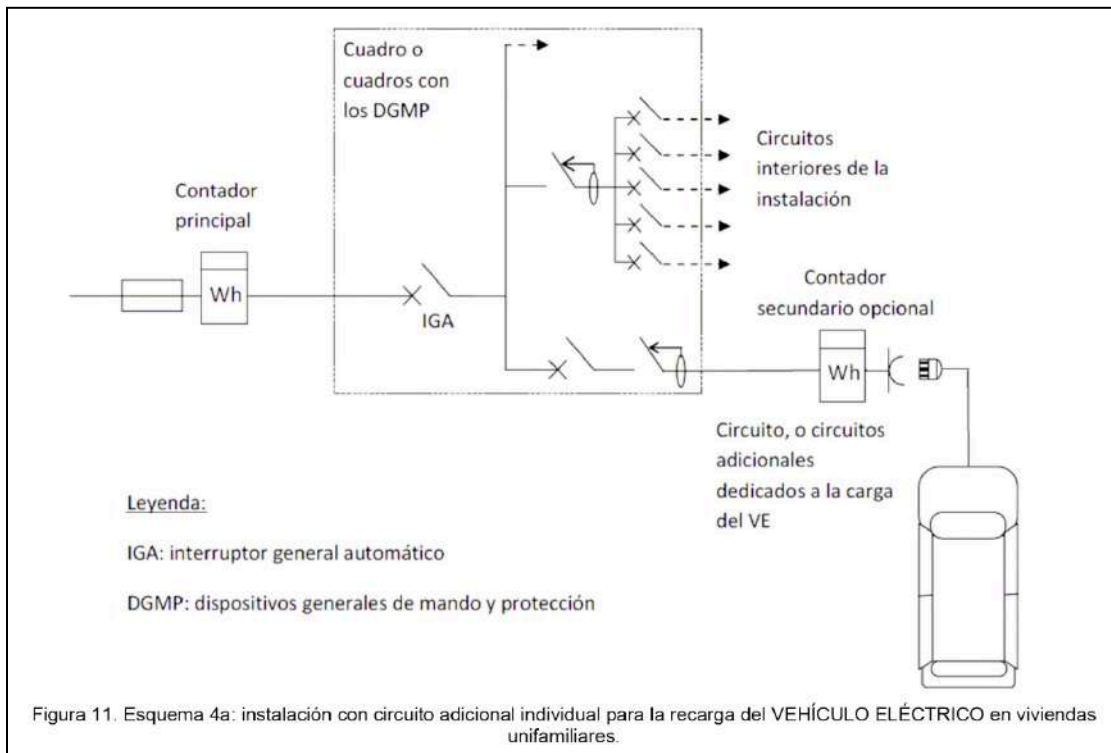 Cuadro o
cuadros con
los DGMP
Contador
principal
Wh
IGA
Circuitos
interiores de la
instalación
Contador
secundario opcional
Wh
Circuito, o circuitos
adicionales
dedicados a la carga
del VE
Leyenda:
IGA: interruptor general automático
DGMP: dispositivos generales de mando y protección
Figura 11. Esquema 4a: instalación con circuito adicional individual para la recarga del VEHÍCULO ELÉCTRICO en viviendas
unifamiliares.